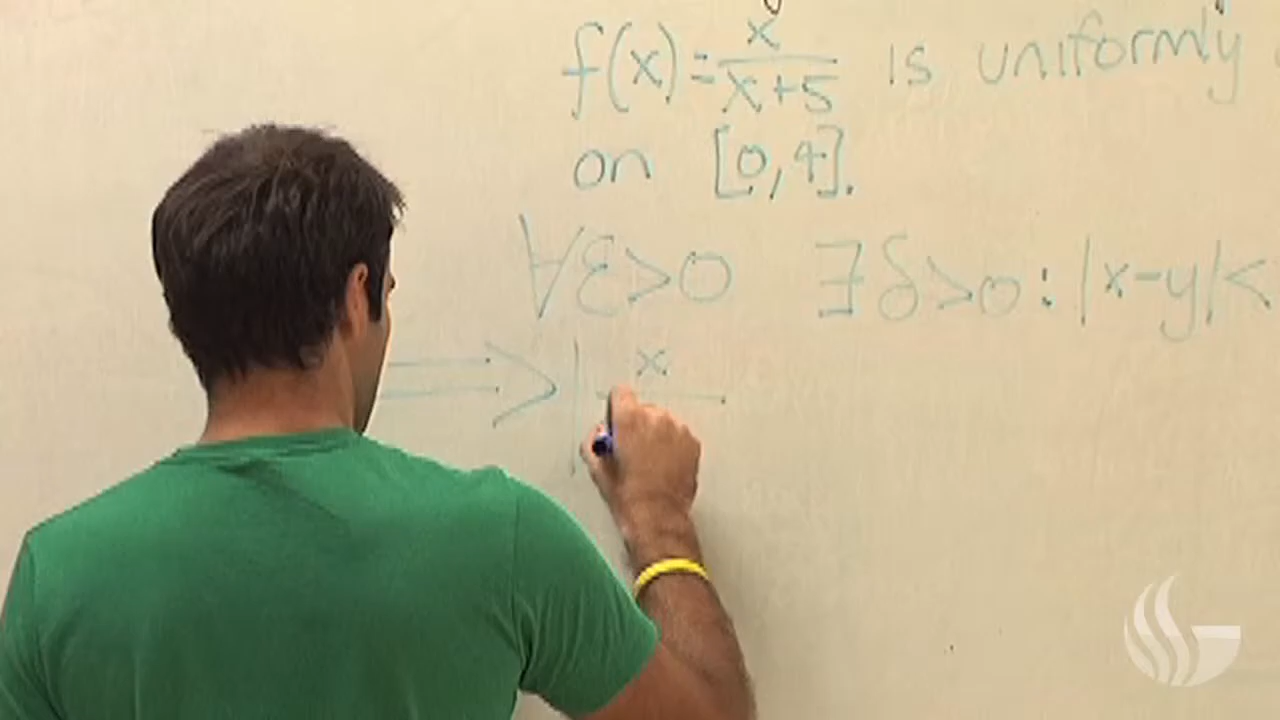 f(x) = x/(x+5) is uniformly
on [0,4].
∀ε>0 ∃δ>0 : |x-y|<
⟹ | x